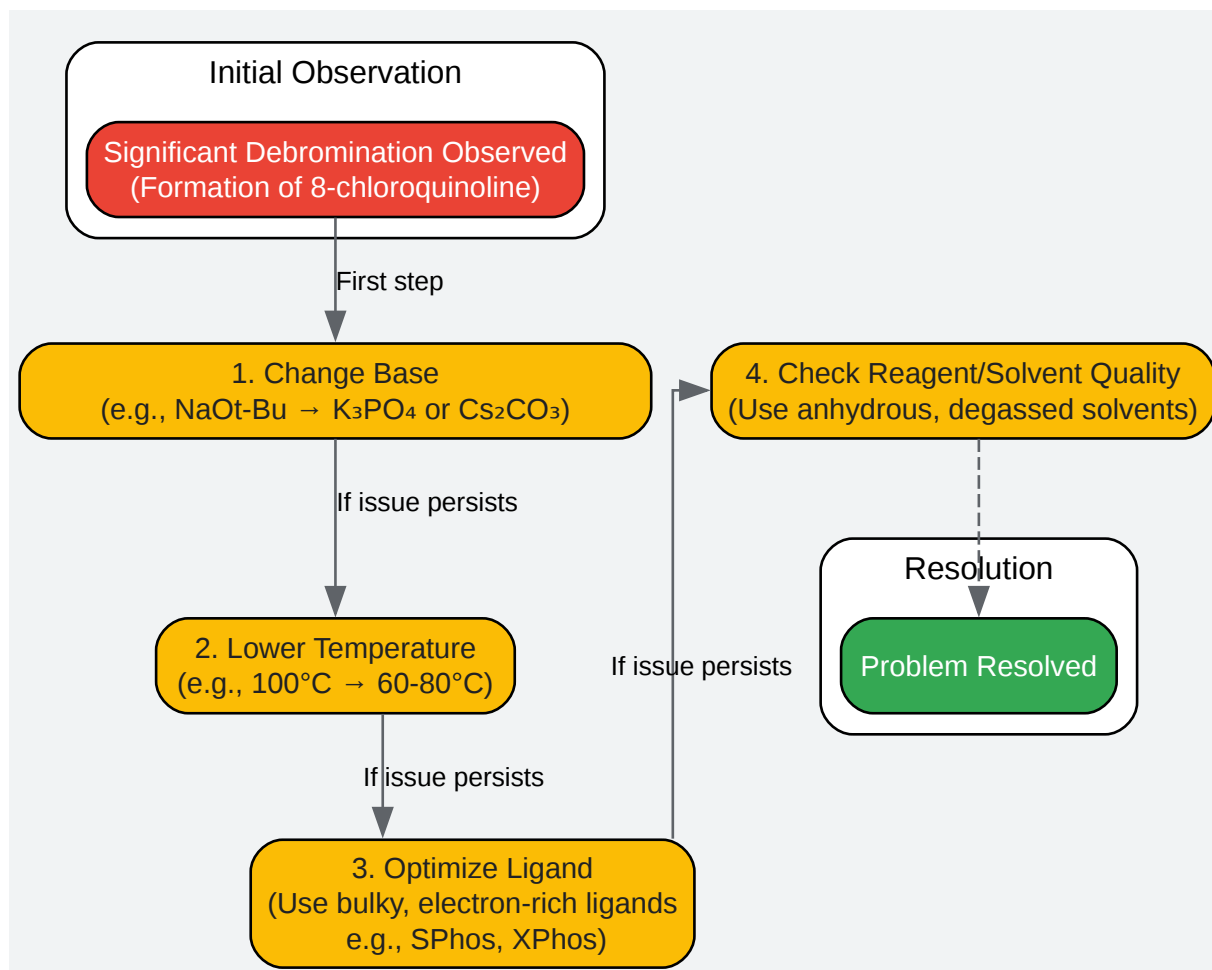 Initial Observation
Significant Debromination Observed
(Formation of 8-chloroquinoline)
First step
1. Change Base
(e.g., NaOt-Bu → K₃PO₄ or Cs₂CO₃)
If issue persists
2. Lower Temperature
(e.g., 100°C → 60-80°C)
If issue persists
3. Optimize Ligand
(Use bulky, electron-rich ligands
e.g., SPhos, XPhos)
If issue persists
4. Check Reagent/Solvent Quality
(Use anhydrous, degassed solvents)
Resolution
Problem Resolved